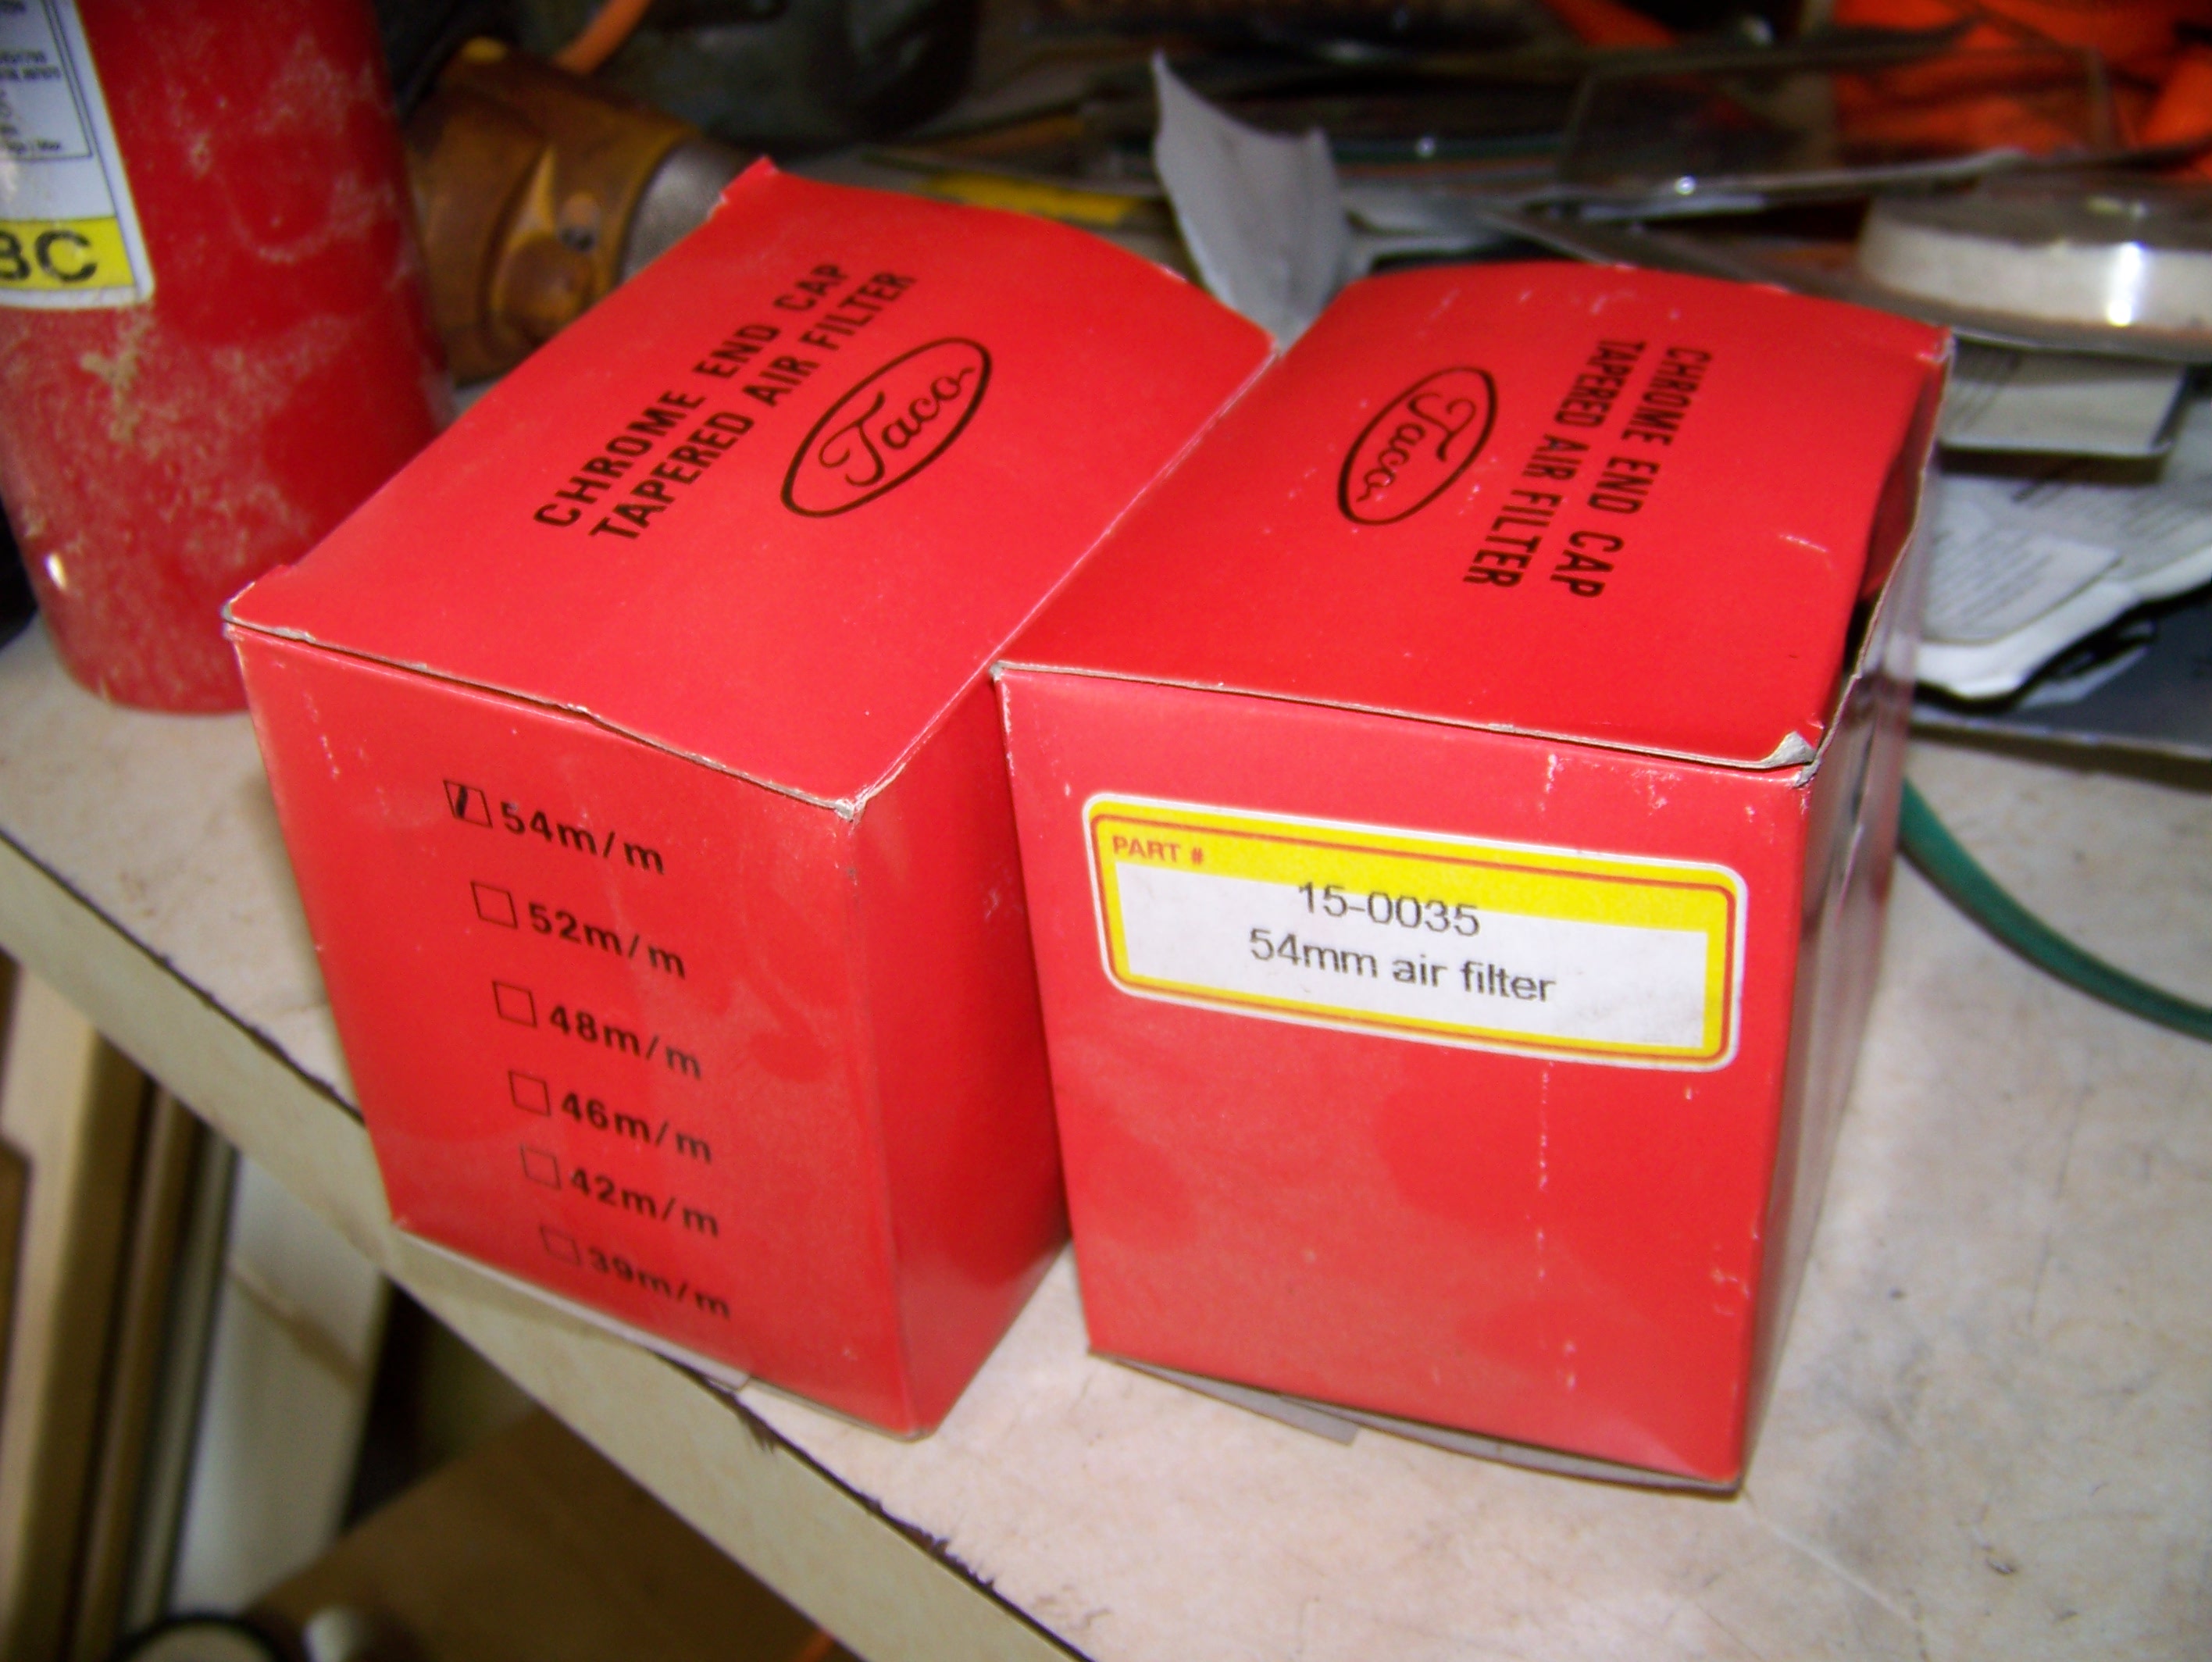 BC
CHROME END CAP
TAPERED AIR FILTER
Taco
54m/m
52m/m
48m/m
46m/m
42m/m
39m/m
CHROME END CAP
TAPERED AIR FILTER
Taco
PART #
15-0035
54mm air filter